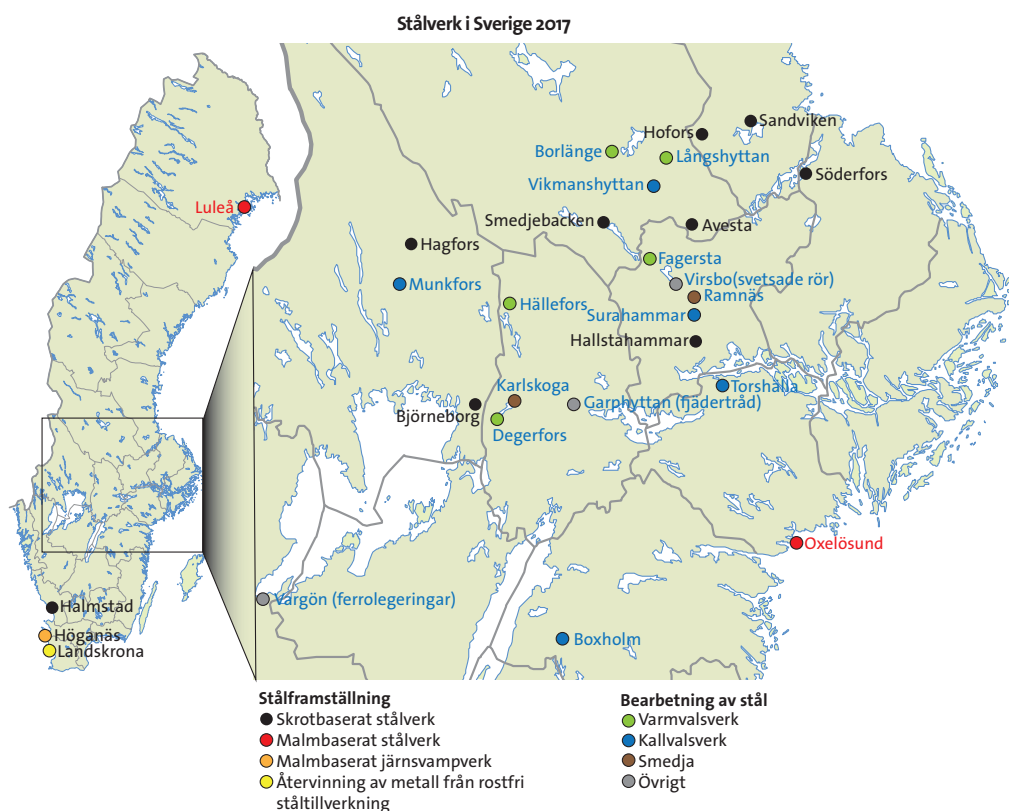 Stålverk i Sverige 2017
Luleå
Halmstad
Höganäs
Landskrona
Sandviken
Hofors
Borlänge
Långshyttan
Söderfors
Vikmanshyttan
Smedjebacken
Avesta
Hagfors
Fagersta
Munkfors
Virsbo(svetsade rör)
Ramnäs
Hällefors
Surahammar
Hallstahammar
Karlskoga
Torshälla
Björneborg
Garphyttan (fjädertråd)
Degerfors
Oxelösund
Vargön (ferrolegeringar)
Boxholm
Stålframställning
Skrotbaserat stålverk
Malmbaserat stålverk
Malmbaserat järnsvampverk
Återvinning av metall från rostfri
ståltillverkning
Bearbetning av stål
Varmvalsverk
Kallvalsverk
Smedja
Övrigt